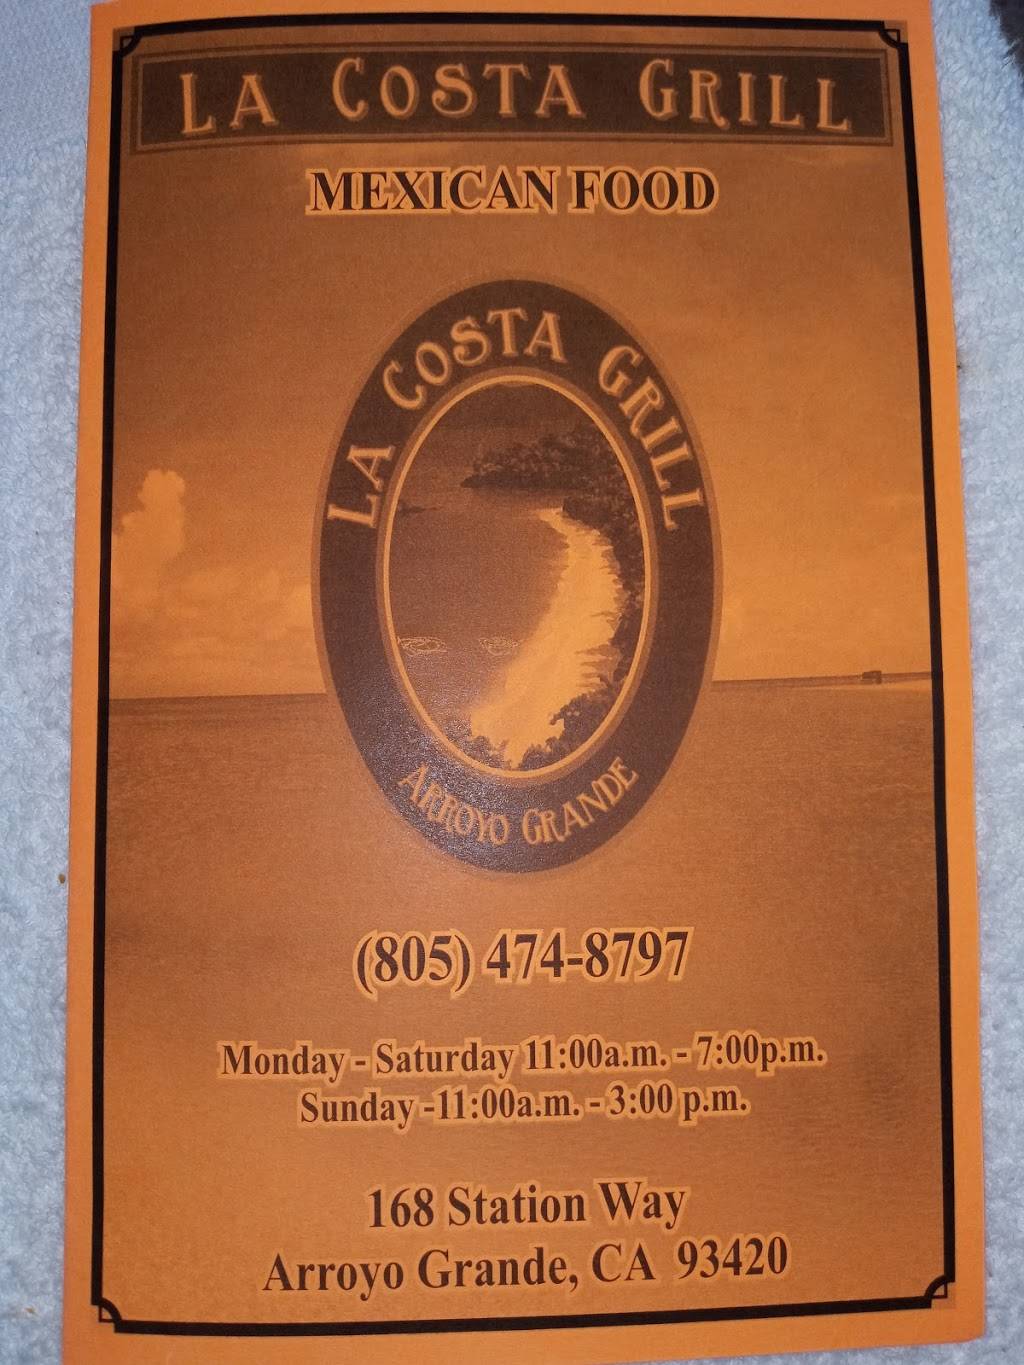 LA COSTA GRILL
MEXICAN FOOD
LA COSTA GRILL
ARROYO GRANDE
(805) 474-8797
Monday - Saturday 11:00a.m. - 7:00p.m.
Sunday -11:00a.m. - 3:00 p.m.
168 Station Way
Arroyo Grande, CA 93420